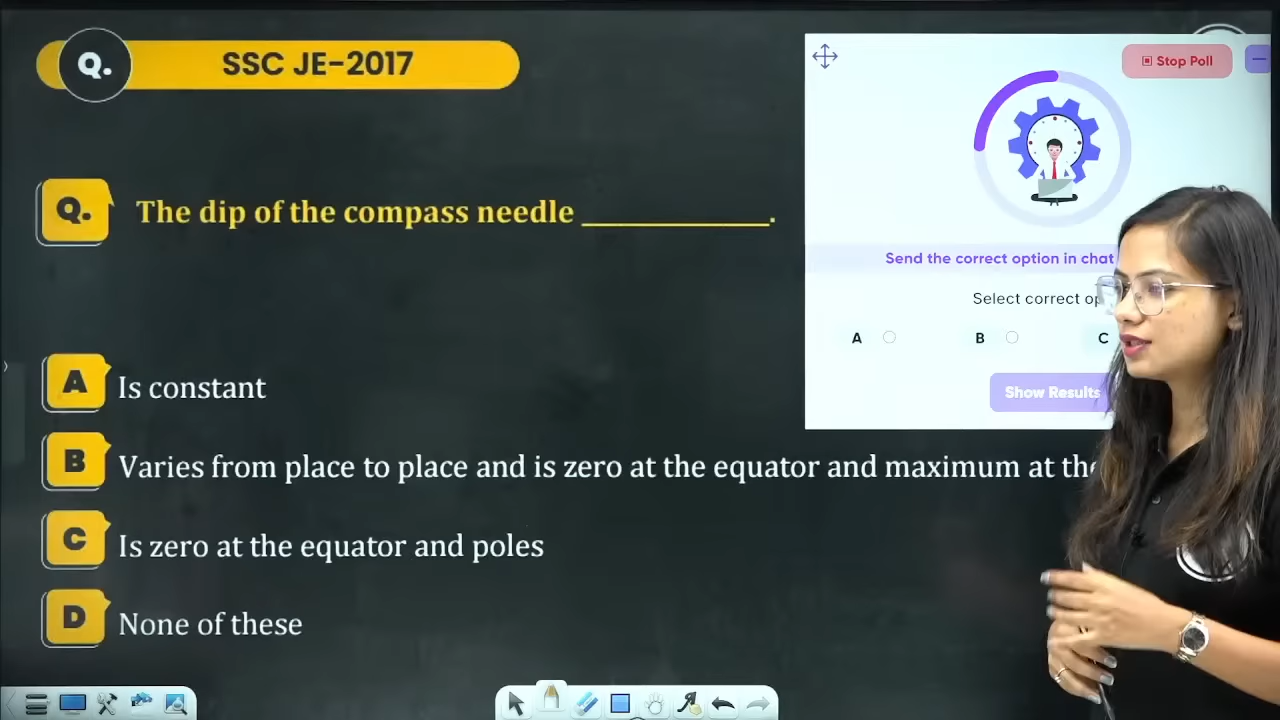 Q.
SSC JE-2017
Stop Poll
Q.
The dip of the compass needle ____________.
Send the correct option in chat
Select correct
A
B
C
Show Results
A
Is constant
B
Varies from place to place and is zero at the equator and maximum at
C
Is zero at the equator and poles
D
None of these